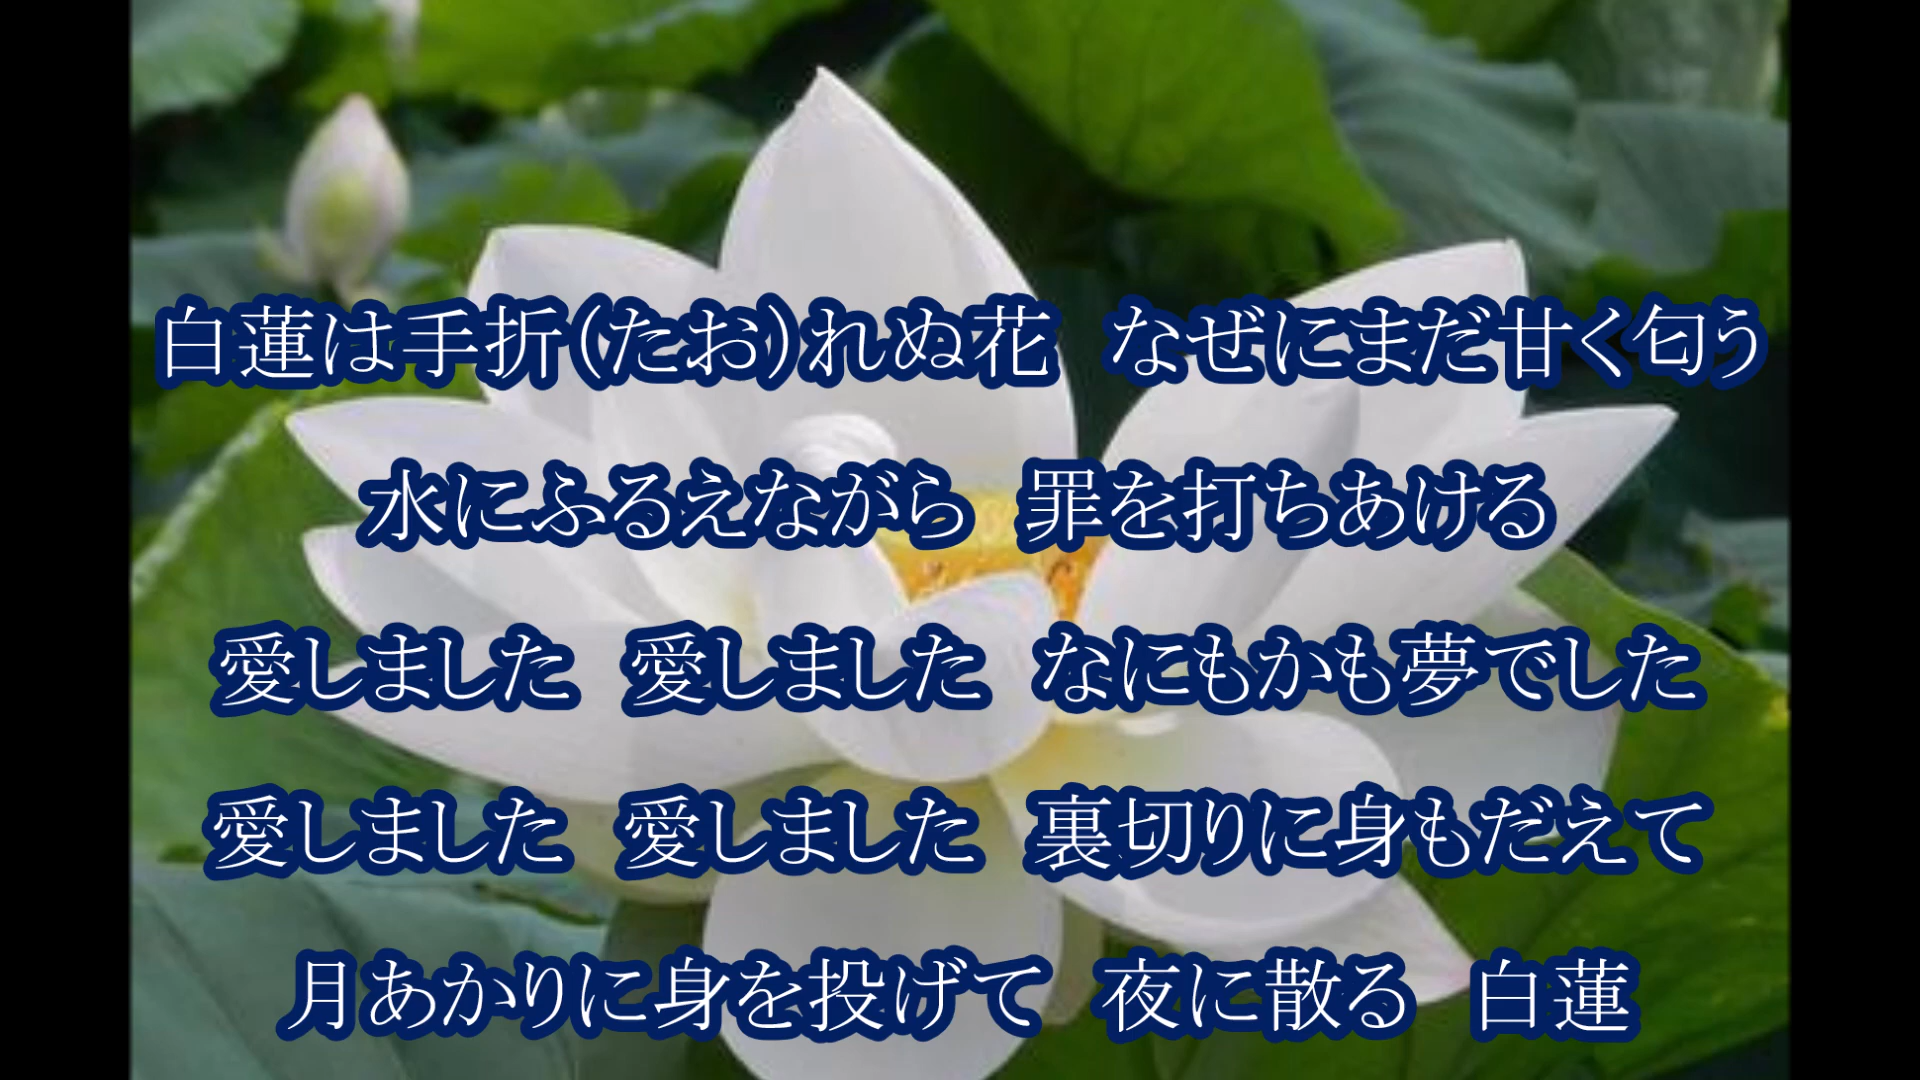 白蓮は手折（たお）れぬ花　なぜにまだ甘く匂う
水にふるえながら　罪を打ちあける
愛しました　愛しました　なにもかも夢でした
愛しました　愛しました　裏切りに身もだえて
月あかりに身を投げて　夜に散る　白蓮